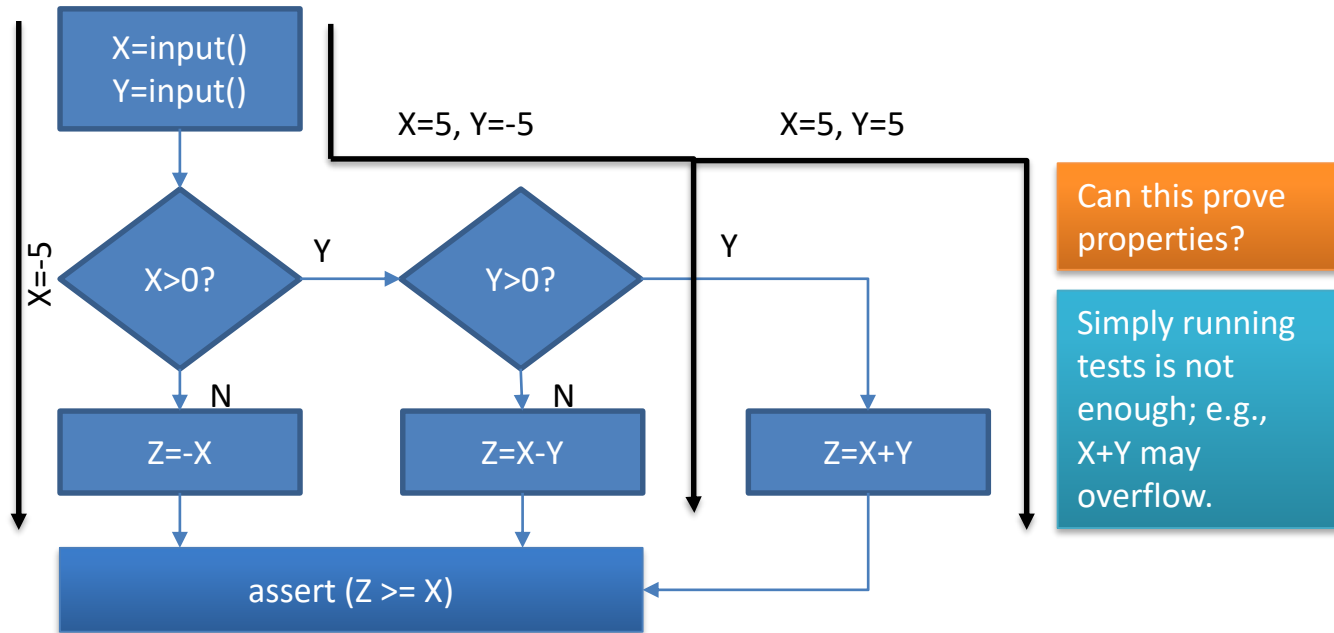 X=input()
Y=input()
X=5, Y=-5
X=5, Y=5
X=-5
X>0?
Y
Y>0?
Y
N
N
Z=-X
Z=X-Y
Z=X+Y
assert (Z >= X)
Can this prove
properties?
Simply running
tests is not
enough; e.g.,
X+Y may
overflow.